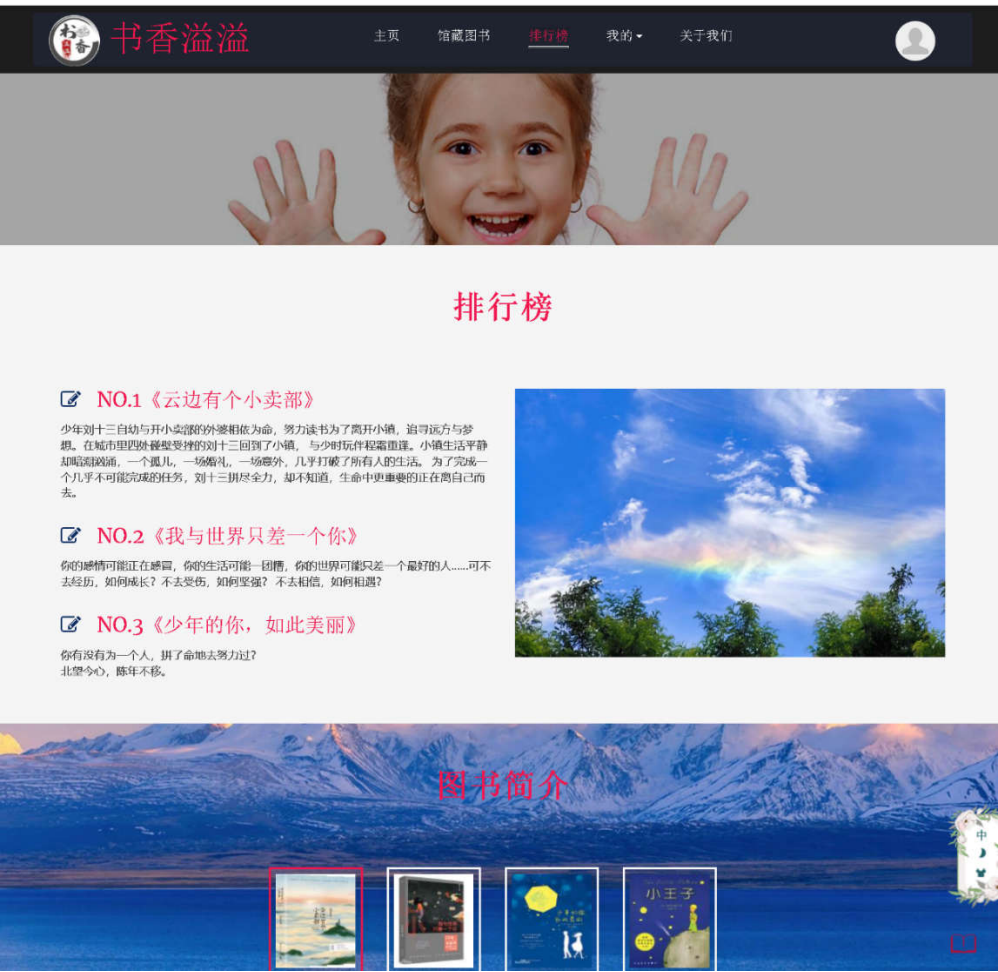 书香
书香溢溢
主页
馆藏图书
排行榜
我的
关于我们
排行榜
NO.1《云边有个小卖部》
少年刘十三自幼与开小卖部的外婆相依为命，努力读书为了离开小镇，追寻远方与梦
想。在城市里四处碰壁受挫的刘十三回到了小镇， 与少时玩伴程霜重逢。小镇生活平静
却暗潮汹涌，一个孤儿，一场婚礼，一场意外，几乎打破了所有人的生活。 为了完成一
个几乎不可能完成的任务，刘十三拼尽全力，却不知道，生命中更重要的正在离自己而
去。
NO.2《我与世界只差一个你》
你的感情可能正在感冒，你的生活可能一团糟，你的世界可能只差一个最好的人......可不
去经历，如何成长？不去受伤，如何坚强？ 不去相信，如何相遇？
NO.3《少年的你，如此美丽》
你有没有为一个人，拼了命地去努力过？
北望今心，陈年不移。
图书简介
中
小王子